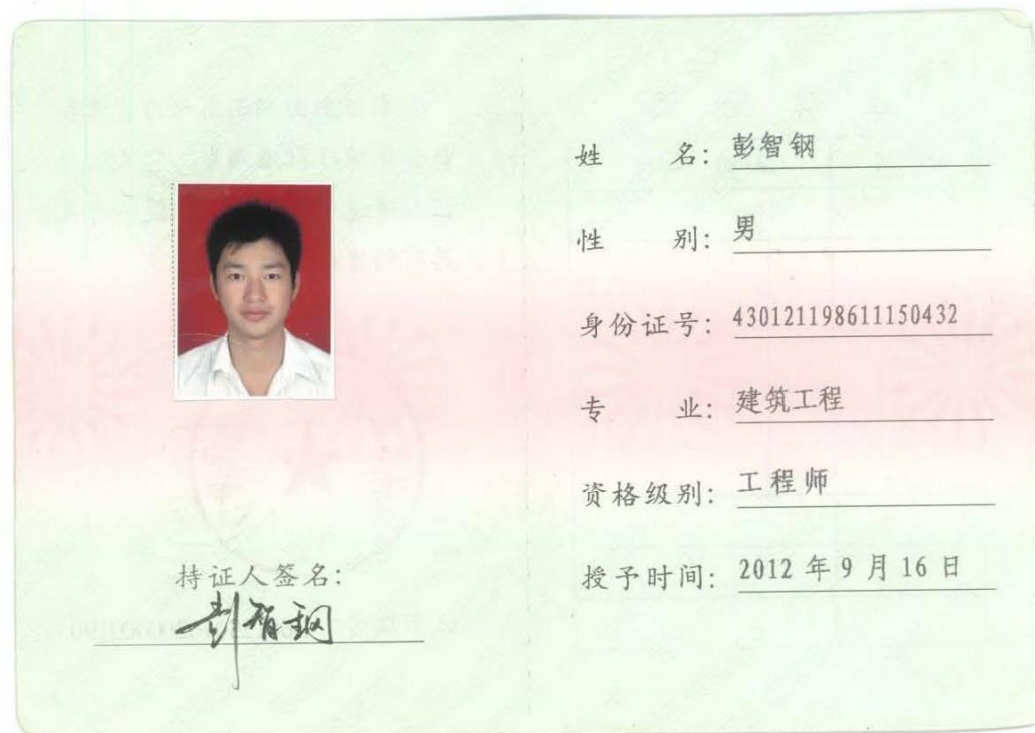 持证人签名:
彭智钢
姓 名: 彭智钢
性 别: 男
身份证号: 430121198611150432
专 业: 建筑工程
资格级别: 工程师
授予时间: 2012 年 9 月 16 日